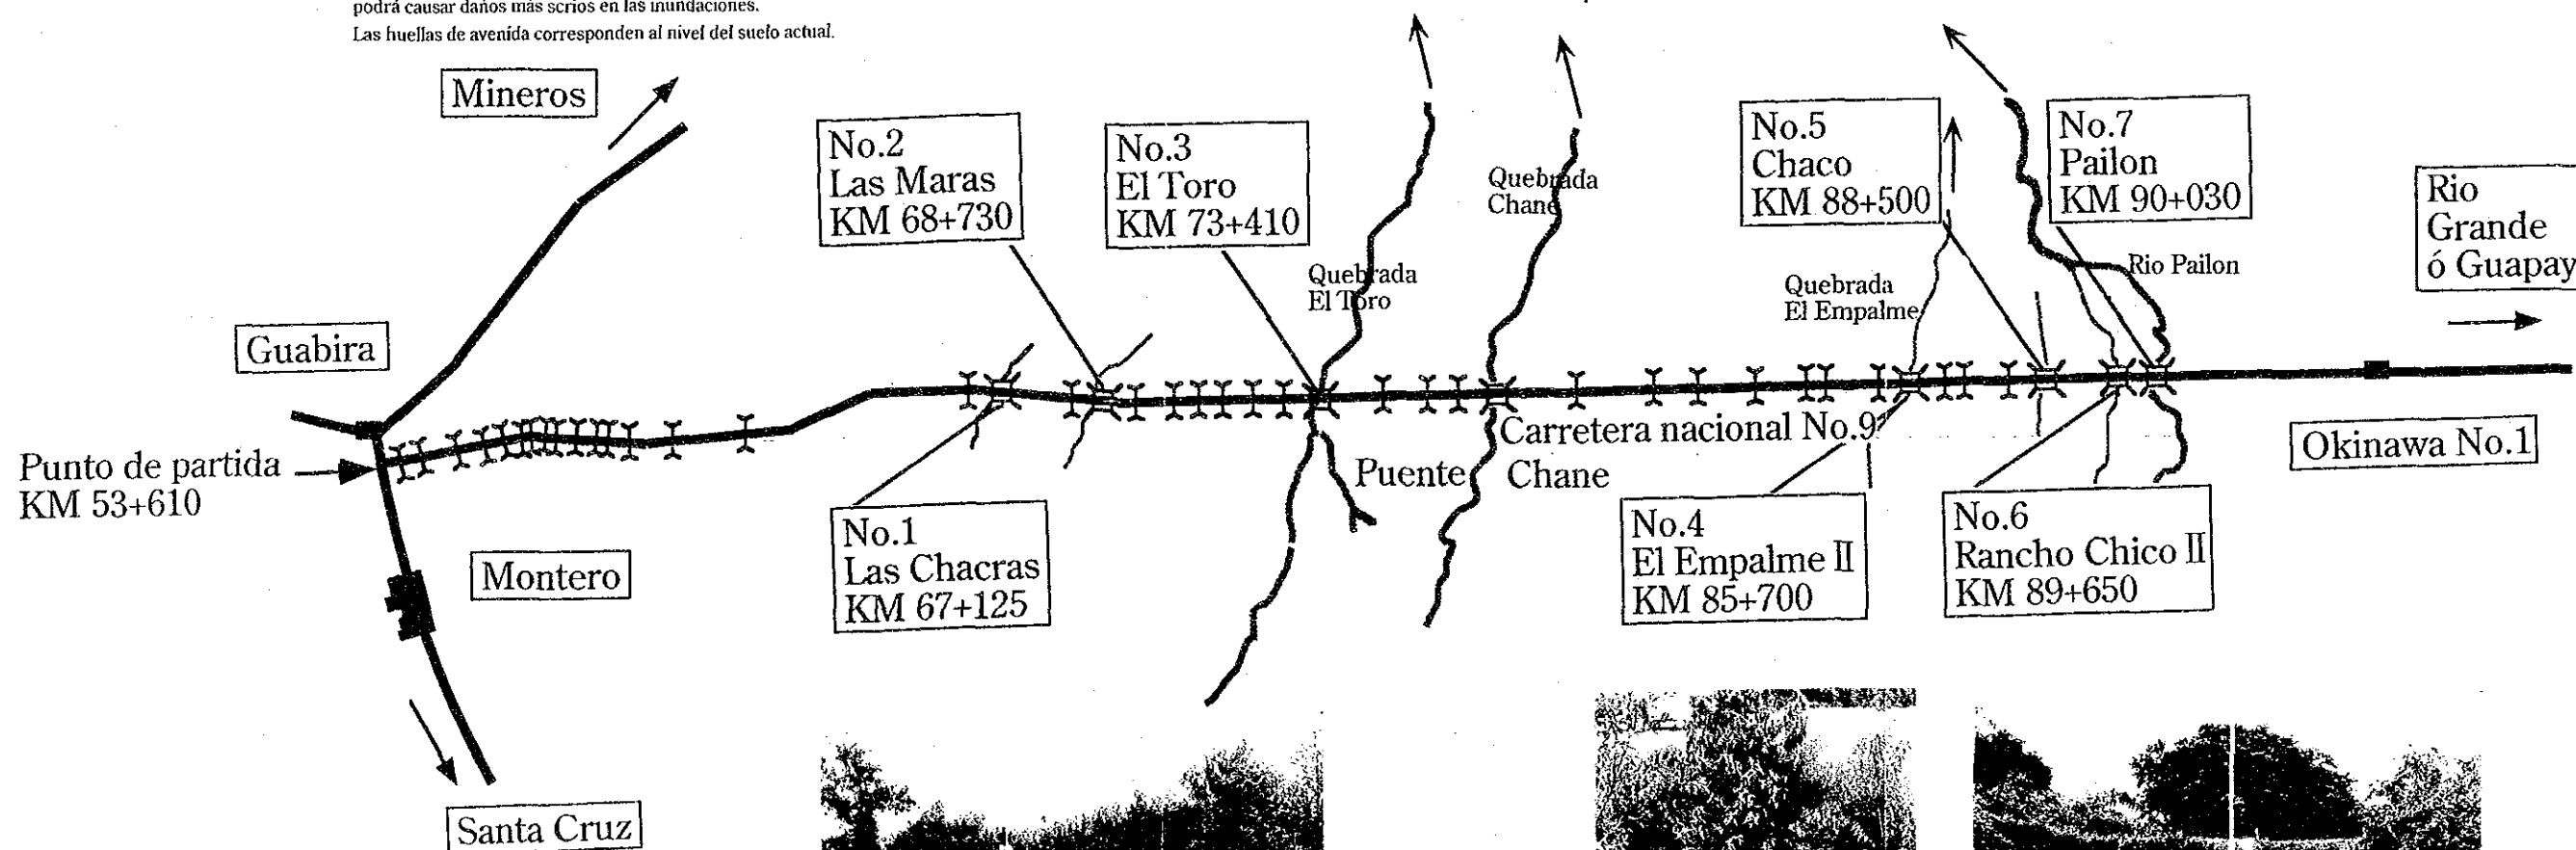 podrá causar daños más serios en las inundaciones.
Las huellas de avenida corresponden al nivel del suelo actual.
Mineros
No.2
Las Maras
KM 68+730
No.3
El Toro
KM 73+410
Quebrada
Chane
No.5
Chaco
KM 88+500
No.7
Pailon
KM 90+030
Rio
Grande
ó Guapay
Quebrada
El Toro
Quebrada
El Empalme
Rio Pailon
Guabira
Punto de partida
KM 53+610
Carretera nacional No.9
Puente Chane
Okinawa No.1
Montero
No.1
Las Chacras
KM 67+125
No.4
El Empalme II
KM 85+700
No.6
Rancho Chico II
KM 89+650
Santa Cruz